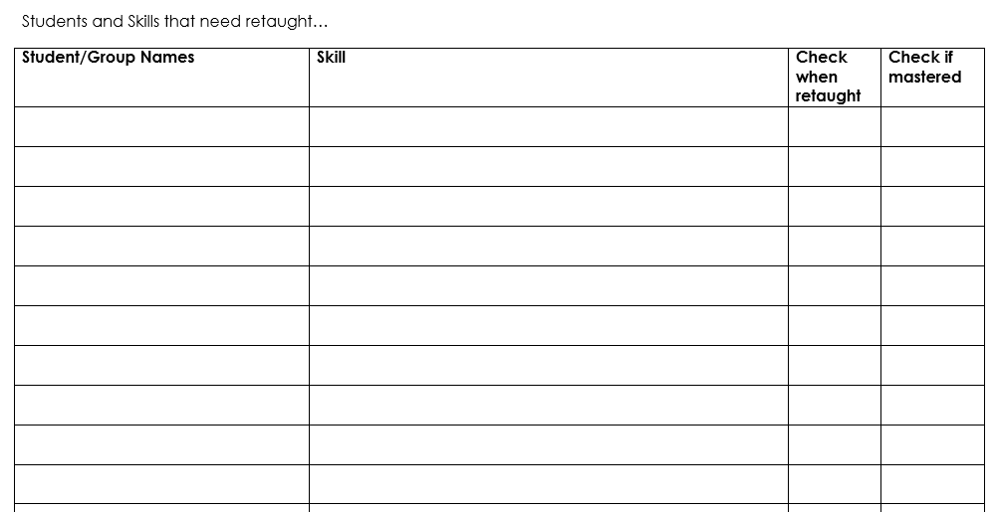 Students and Skills that need retaught...
Student/Group Names
Skill
Check
when
retaught
Check if
mastered